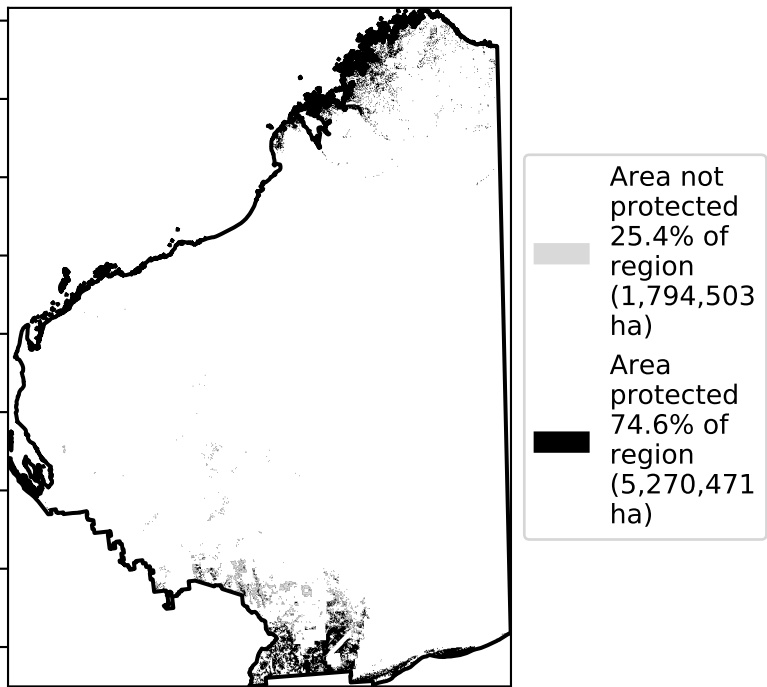 Area not
protected
25.4% of
region
(1,794,503
ha)
Area
protected
74.6% of
region
(5,270,471
ha)